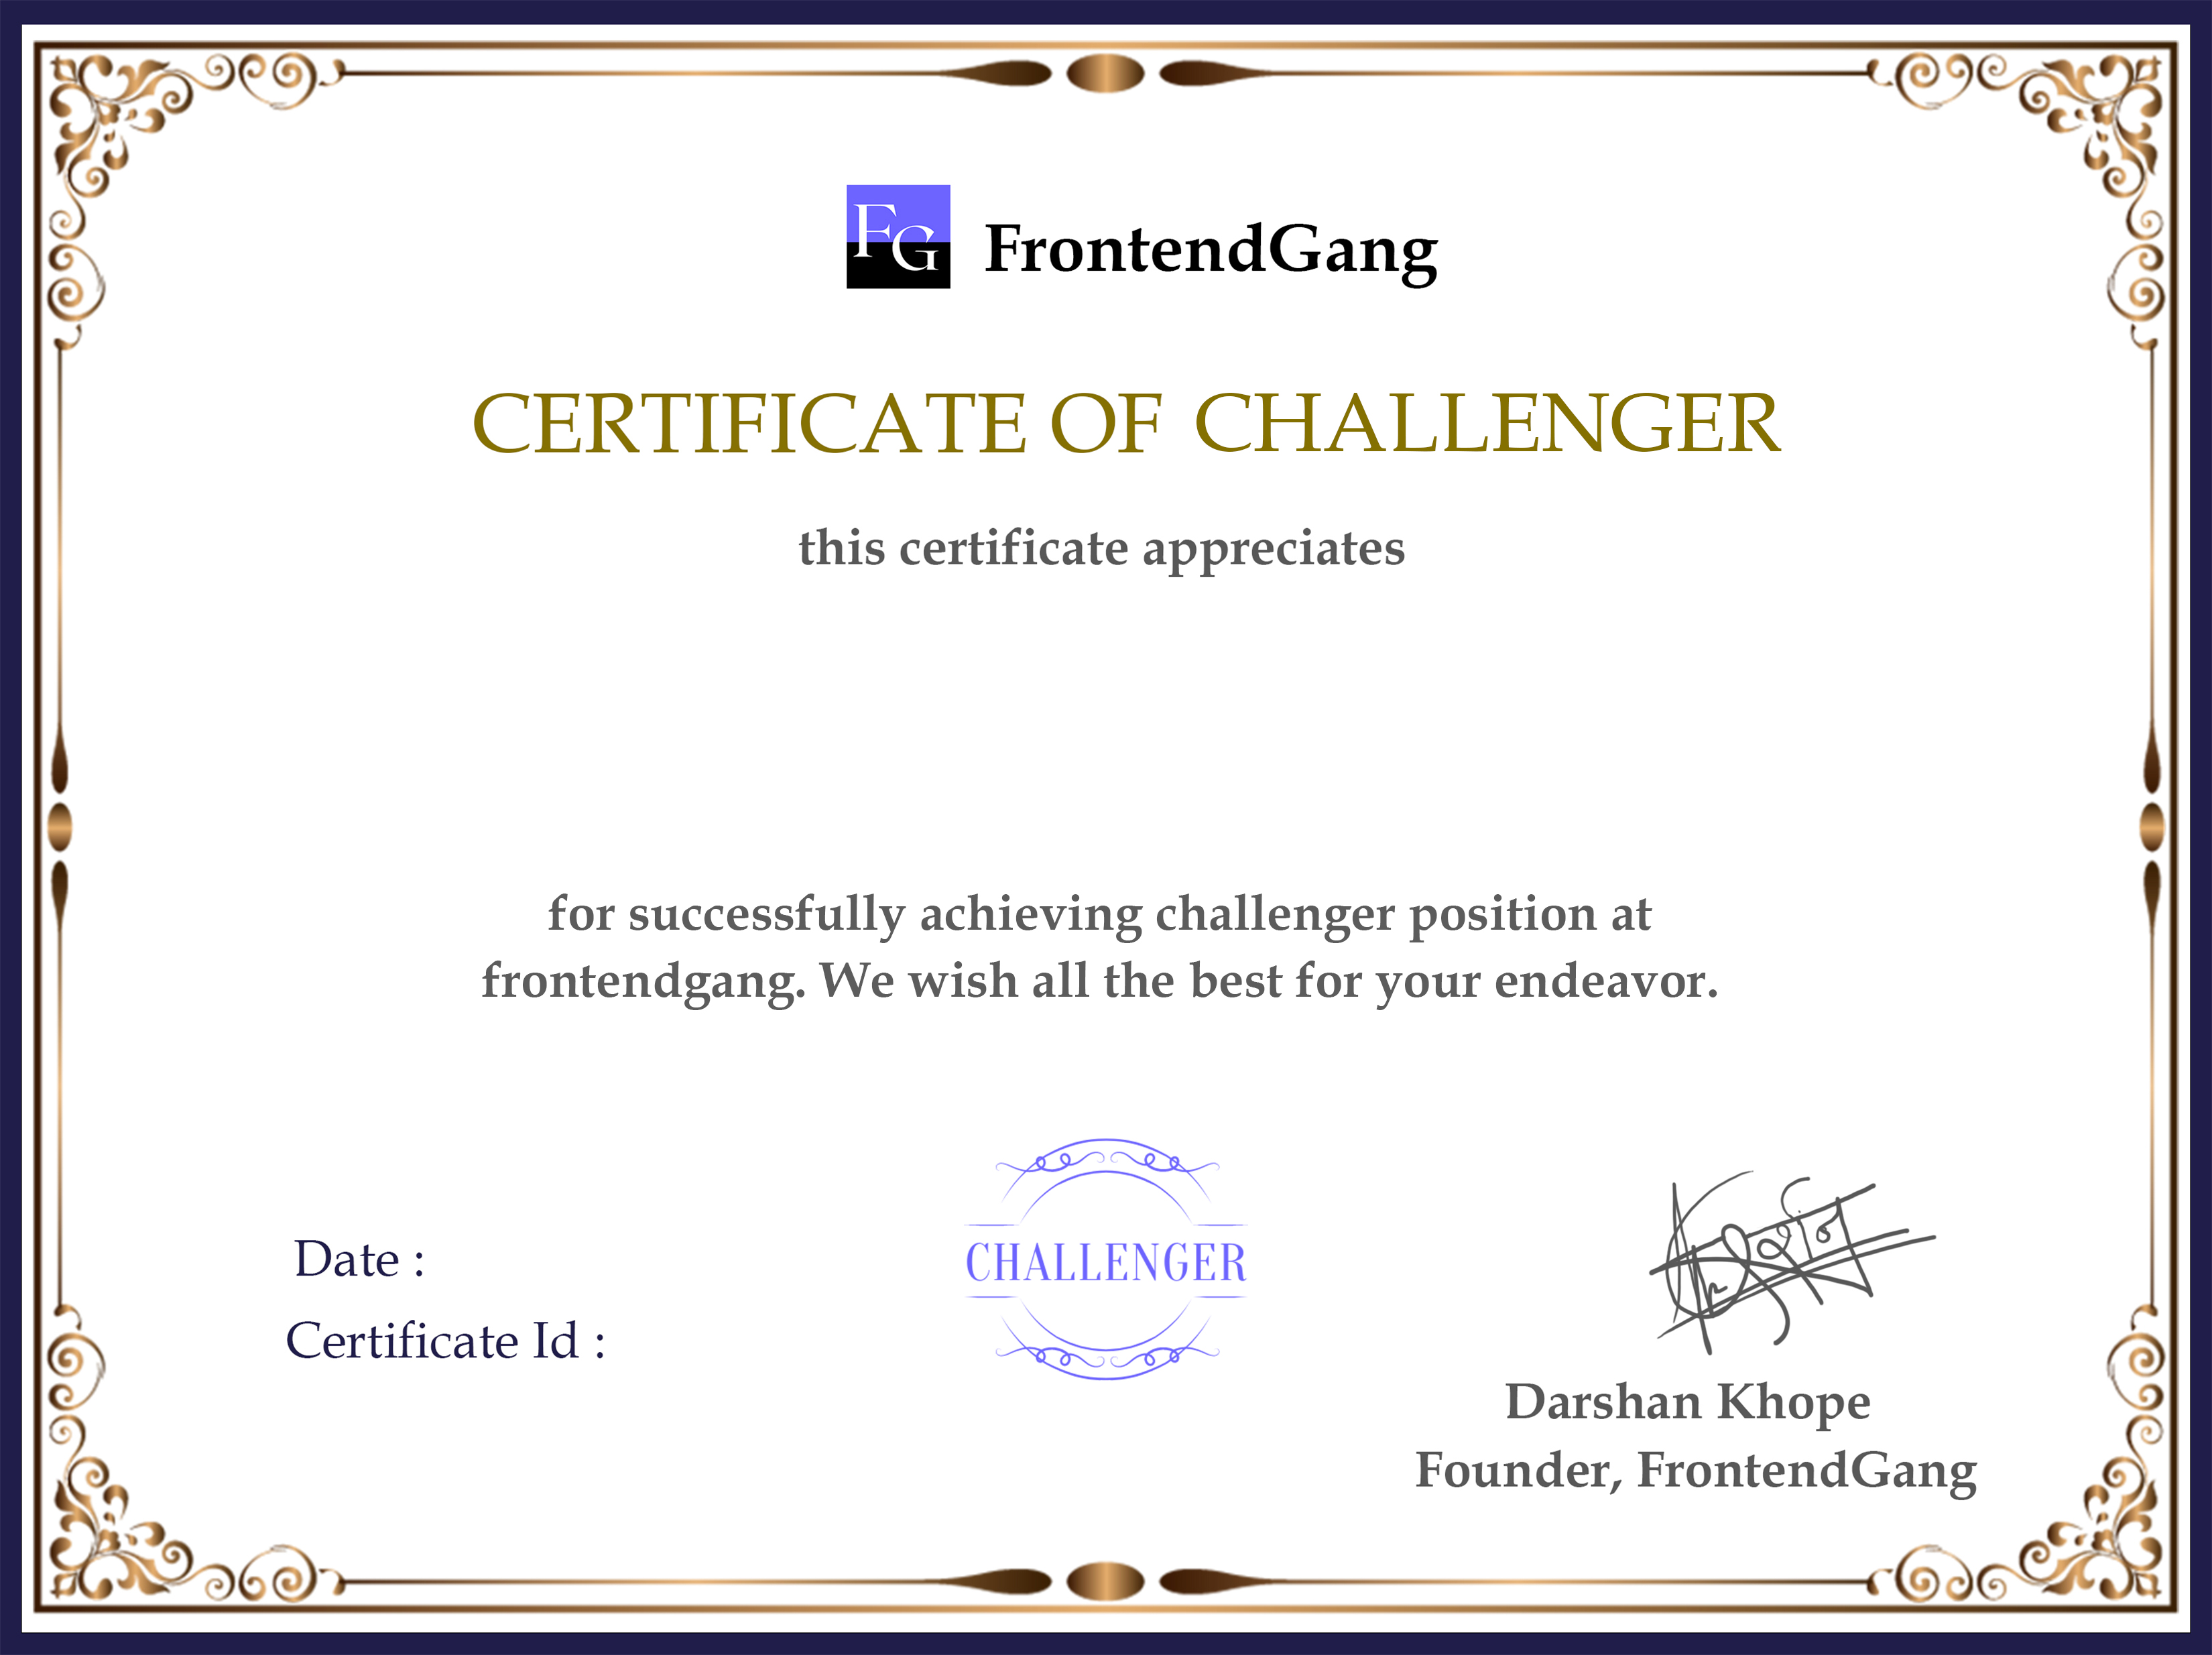 FG FrontendGang
CERTIFICATE OF CHALLENGER
this certificate appreciates
for successfully achieving challenger position at
frontendgang. We wish all the best for your endeavor.
CHALLENGER
Date :
Certificate Id :
Darshan Khope
Founder, FrontendGang